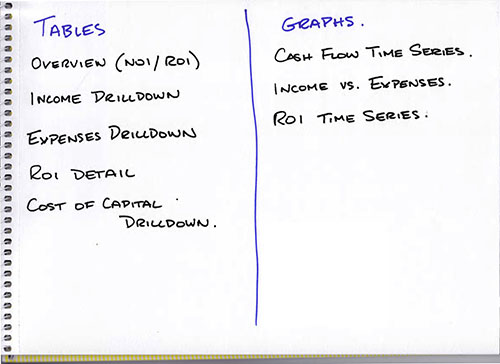 TABLES
OVERVIEW (NOI/ROI)
INCOME DRILLDOWN
EXPENSES DRILLDOWN
ROI DETAIL
COST OF CAPITAL
DRILLDOWN.
GRAPHS.
CASH FLOW TIME SERIES.
INCOME VS. EXPENSES.
ROI TIME SERIES.